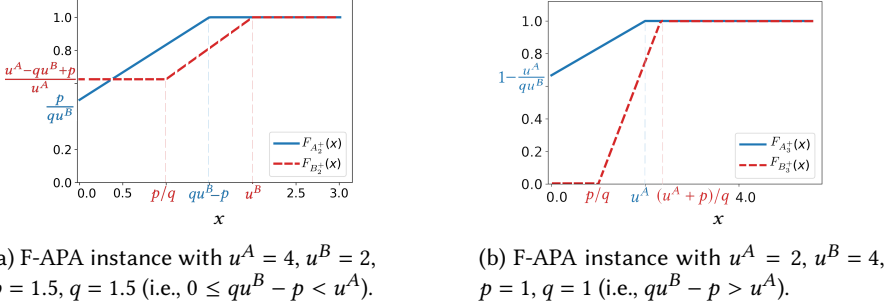 1.0
0.8
u^A−qu^B+p
u^A
p
qu^B
0.2
0.0
F_{A_2^+}(x)
F_{B_2^+}(x)
0.0 0.5 p/q qu^B−p u^B 2.5 3.0
x
a) F-APA instance with u^A = 4, u^B = 2,
= 1.5, q = 1.5 (i.e., 0 ≤ qu^B − p < u^A).
1.0
0.8
1−u^A/qu^B
0.4
0.2
0.0
F_{A_3^+}(x)
F_{B_3^+}(x)
0.0 p/q u^A (u^A + p)/q 4.0
x
(b) F-APA instance with u^A = 2, u^B = 4,
p = 1, q = 1 (i.e., qu^B − p > u^A).